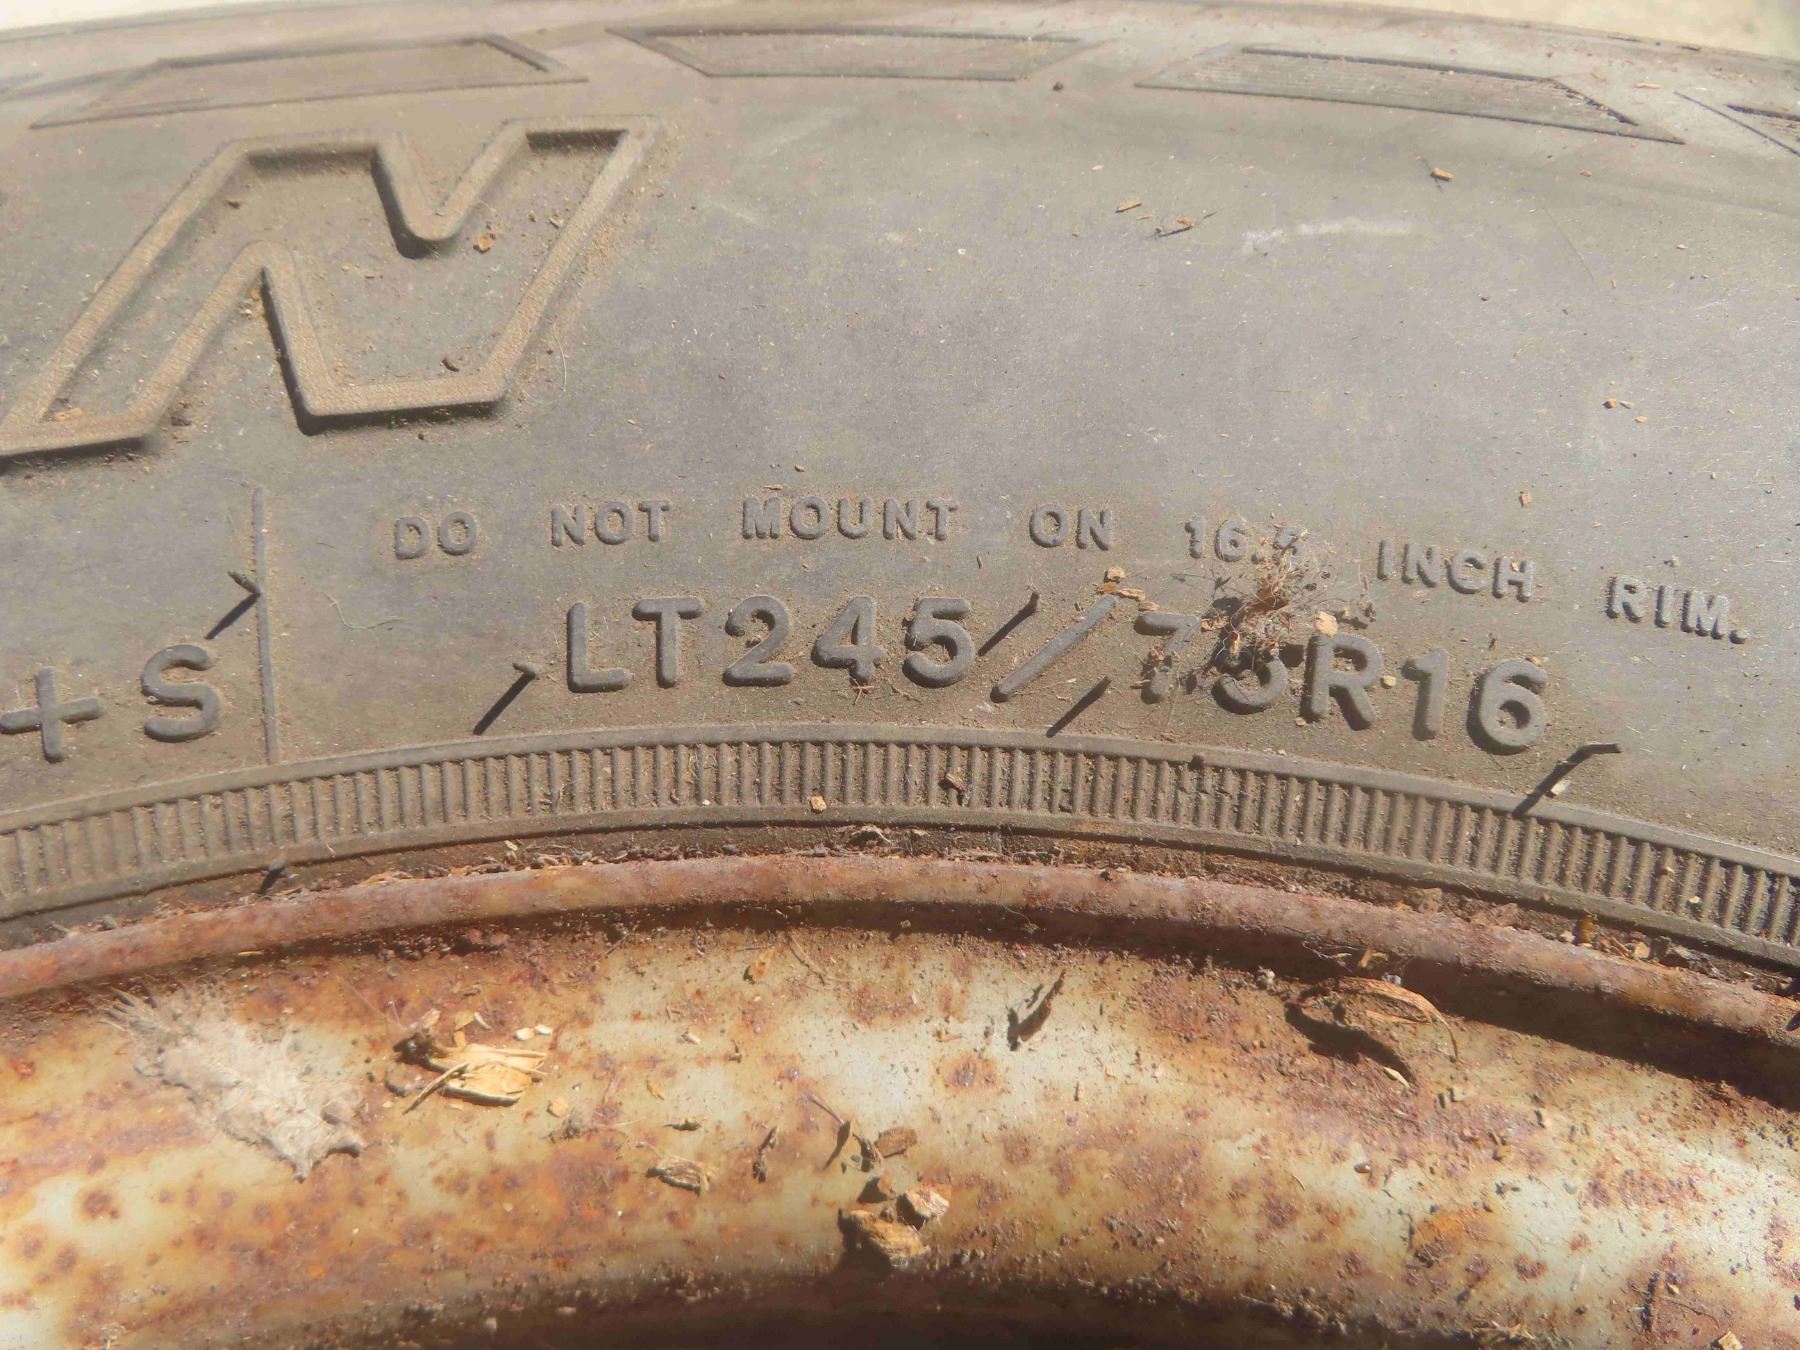 N
DO NOT MOUNT ON 16.5 INCH RIM.
+S LT245/75R16